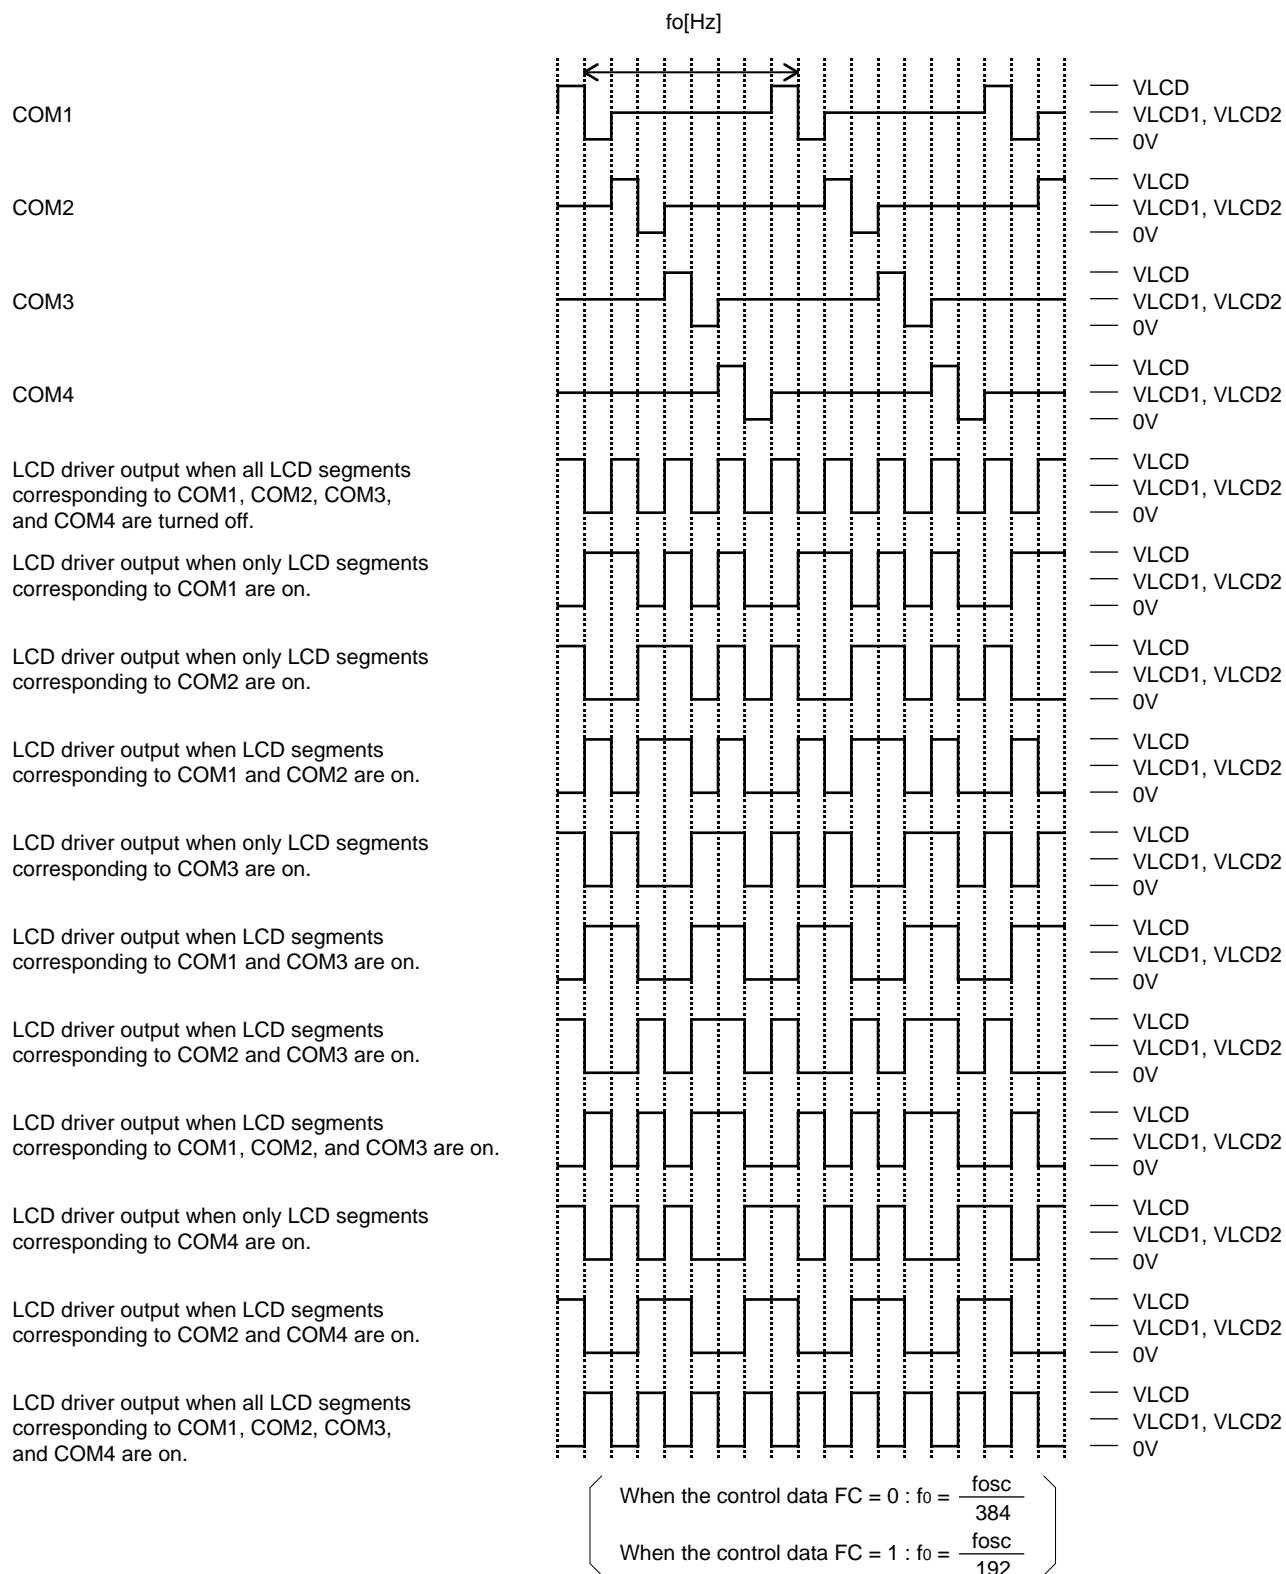 fo[Hz]
COM1
VLCD
VLCD1, VLCD2
0V
COM2
VLCD
VLCD1, VLCD2
0V
COM3
VLCD
VLCD1, VLCD2
0V
COM4
VLCD
VLCD1, VLCD2
0V
LCD driver output when all LCD segments
corresponding to COM1, COM2, COM3,
and COM4 are turned off.
VLCD
VLCD1, VLCD2
0V
LCD driver output when only LCD segments
corresponding to COM1 are on.
VLCD
VLCD1, VLCD2
0V
LCD driver output when only LCD segments
corresponding to COM2 are on.
VLCD
VLCD1, VLCD2
0V
LCD driver output when LCD segments
corresponding to COM1 and COM2 are on.
VLCD
VLCD1, VLCD2
0V
LCD driver output when only LCD segments
corresponding to COM3 are on.
VLCD
VLCD1, VLCD2
0V
LCD driver output when LCD segments
corresponding to COM1 and COM3 are on.
VLCD
VLCD1, VLCD2
0V
LCD driver output when LCD segments
corresponding to COM2 and COM3 are on.
VLCD
VLCD1, VLCD2
0V
LCD driver output when LCD segments
corresponding to COM1, COM2, and COM3 are on.
VLCD
VLCD1, VLCD2
0V
LCD driver output when only LCD segments
corresponding to COM4 are on.
VLCD
VLCD1, VLCD2
0V
LCD driver output when LCD segments
corresponding to COM2 and COM4 are on.
VLCD
VLCD1, VLCD2
0V
LCD driver output when all LCD segments
corresponding to COM1, COM2, COM3,
and COM4 are on.
VLCD
VLCD1, VLCD2
0V
When the control data FC = 0 : f0 = fosc
384
When the control data FC = 1 : f0 = fosc
192